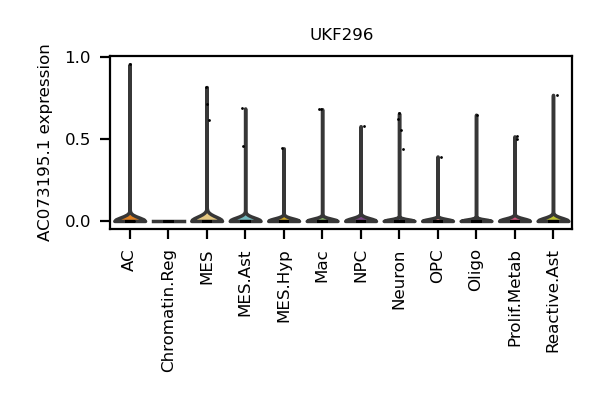 UKF296
AC073195.1 expression
1.0
0.5
0.0
AC
Chromatin.Reg
MES
MES.Ast
MES.Hyp
Mac
NPC
Neuron
OPC
Oligo
Prolif.Metab
Reactive.Ast